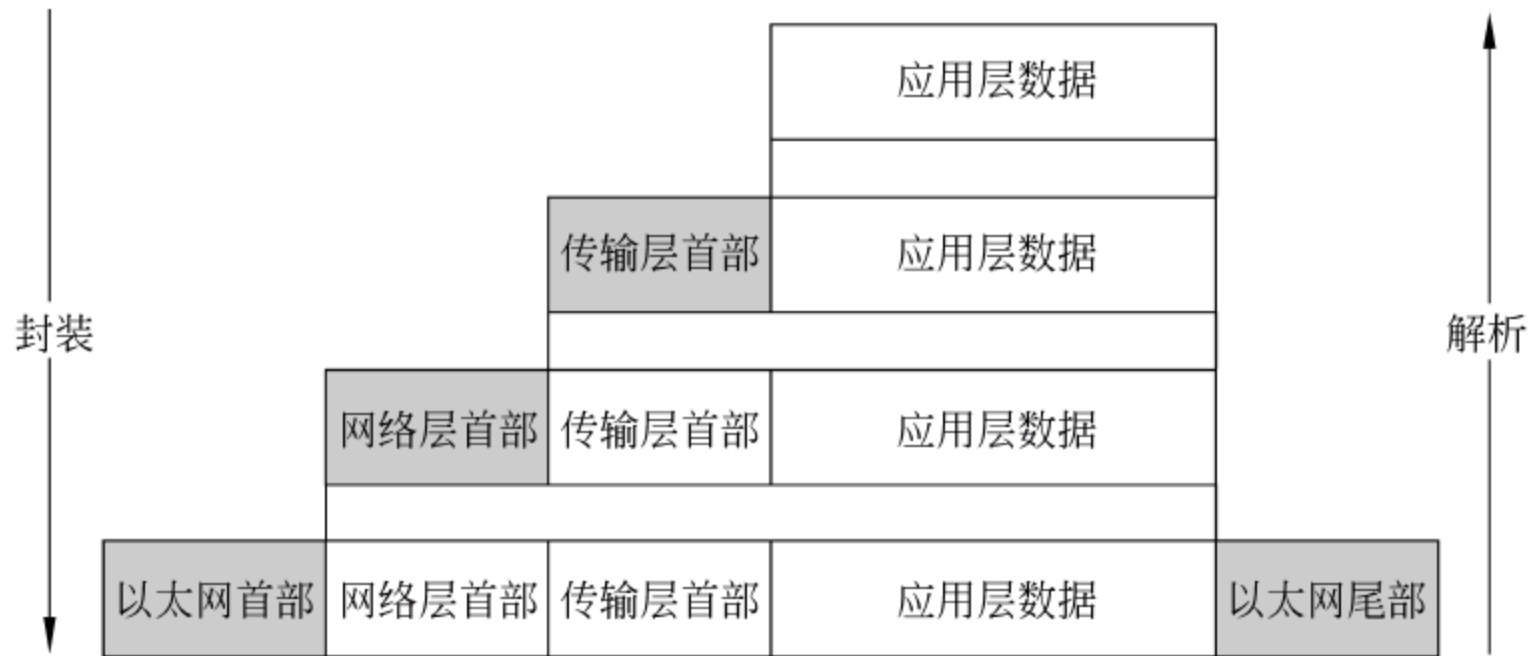 应用层数据
传输层首部 应用层数据
封装 解析
网络层首部 传输层首部 应用层数据
以太网首部 网络层首部 传输层首部 应用层数据 以太网尾部